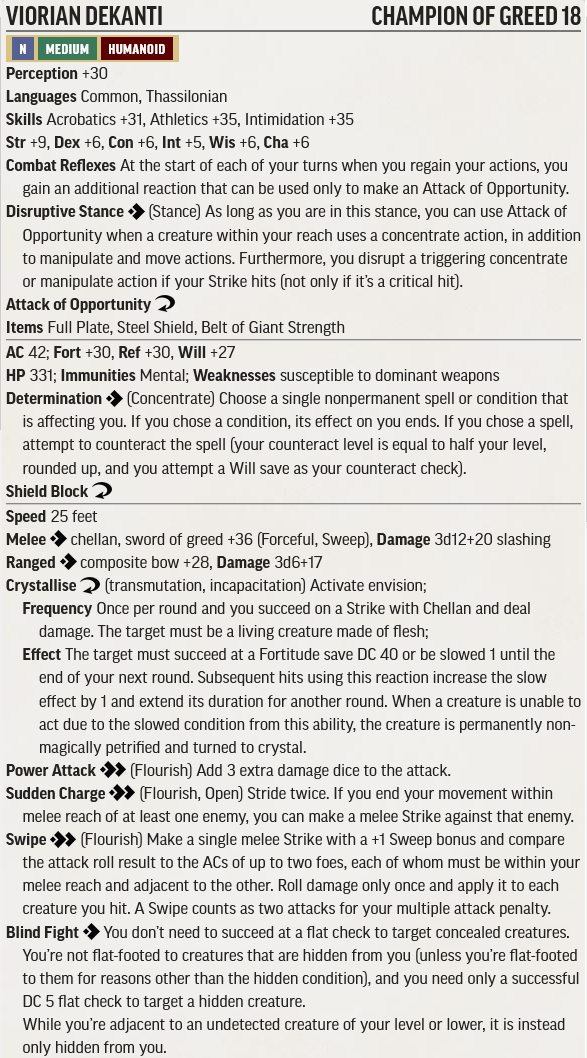 VIORIAN DEKANTI CHAMPION OF GREED 18
N MEDIUM HUMANOID
Perception +30
Languages Common, Thassilonian
Skills Acrobatics +31, Athletics +35, Intimidation +35
Str +9, Dex +6, Con +6, Int +5, Wis +6, Cha +6
Combat Reflexes At the start of each of your turns when you regain your actions, you
gain an additional reaction that can be used only to make an Attack of Opportunity.
Disruptive Stance (Stance) As long as you are in this stance, you can use Attack of
Opportunity when a creature within your reach uses a concentrate action, in addition
to manipulate and move actions. Furthermore, you disrupt a triggering concentrate
or manipulate action if your Strike hits (not only if it's a critical hit).
Attack of Opportunity
Items Full Plate, Steel Shield, Belt of Giant Strength
AC 42; Fort +30, Ref +30, Will +27
HP 331; Immunities Mental; Weaknesses susceptible to dominant weapons
Determination (Concentrate) Choose a single nonpermanent spell or condition that
is affecting you. If you chose a condition, its effect on you ends. If you chose a spell,
attempt to counteract the spell (your counteract level is equal to half your level,
rounded up, and you attempt a Will save as your counteract check).
Shield Block
Speed 25 feet
Melee chellan, sword of greed +36 (Forceful, Sweep), Damage 3d12+20 slashing
Ranged composite bow +28, Damage 3d6+17
Crystallise (transmutation, incapacitation) Activate envision;
Frequency Once per round and you succeed on a Strike with Chellan and deal
damage. The target must be a living creature made of flesh;
Effect The target must succeed at a Fortitude save DC 40 or be slowed 1 until the
end of your next round. Subsequent hits using this reaction increase the slow
effect by 1 and extend its duration for another round. When a creature is unable to
act due to the slowed condition from this ability, the creature is permanently non-
magically petrified and turned to crystal.
Power Attack (Flourish) Add 3 extra damage dice to the attack.
Sudden Charge (Flourish, Open) Stride twice. If you end your movement within
melee reach of at least one enemy, you can make a melee Strike against that enemy.
Swipe (Flourish) Make a single melee Strike with a +1 Sweep bonus and compare
the attack roll result to the ACs of up to two foes, each of whom must be within your
melee reach and adjacent to the other. Roll damage only once and apply it to each
creature you hit. A Swipe counts as two attacks for your multiple attack penalty.
Blind Fight You don't need to succeed at a flat check to target concealed creatures.
You're not flat-footed to creatures that are hidden from you (unless you're flat-footed
to them for reasons other than the hidden condition), and you need only a successful
DC 5 flat check to target a hidden creature.
While you're adjacent to an undetected creature of your level or lower, it is instead
only hidden from you.